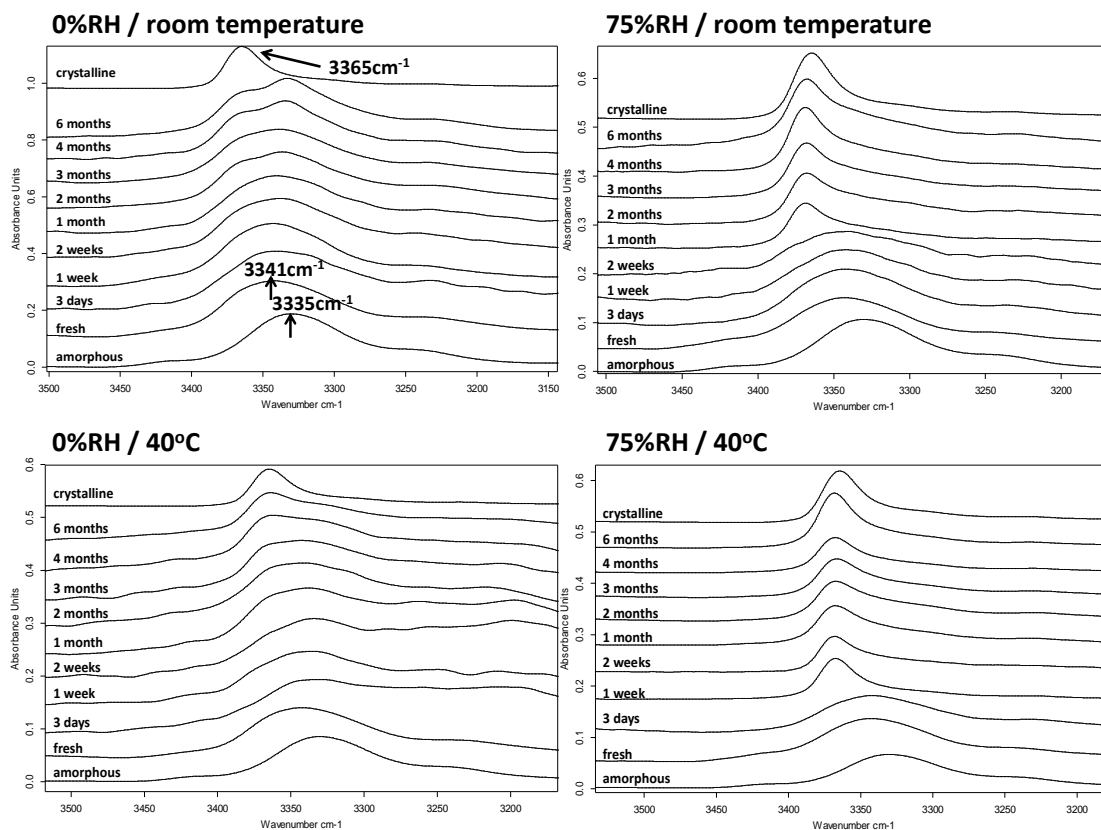 0%RH / room temperature
crystalline
3365cm-1
6 months
4 months
3 months
2 months
1 month
2 weeks
1 week
3341cm-1
3 days
3335cm-1
fresh
amorphous
Absorbance Units
0.0
0.2
0.4
0.6
0.8
1.0
3500
3450
3400
3350
3300
3250
3200
3150
Wavenumber cm-1
75%RH / room temperature
crystalline
6 months
4 months
3 months
2 months
1 month
2 weeks
1 week
3 days
fresh
amorphous
Absorbance Units
0.0
0.1
0.2
0.3
0.4
0.5
0.6
3500
3450
3400
3350
3300
3250
3200
Wavenumber cm-1
0%RH / 40oC
crystalline
6 months
4 months
3 months
2 months
1 month
2 weeks
1 week
3 days
fresh
amorphous
Absorbance Units
0.0
0.1
0.2
0.3
0.4
0.5
0.6
3500
3450
3400
3350
3300
3250
3200
Wavenumber cm-1
75%RH / 40oC
crystalline
6 months
4 months
3 months
2 months
1 month
2 weeks
1 week
3 days
fresh
amorphous
Absorbance Units
0.0
0.1
0.2
0.3
0.4
0.5
0.6
3500
3450
3400
3350
3300
3250
3200
Wavenumber cm-1